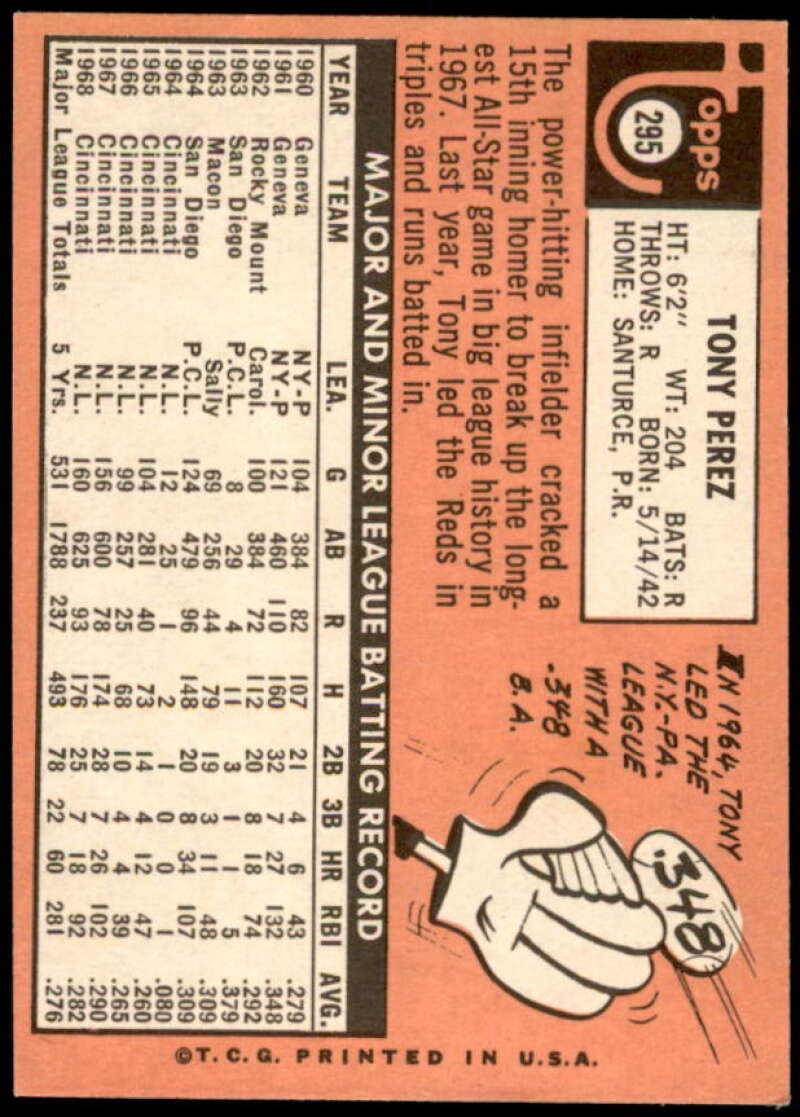 Topps
295
TONY PEREZ
HT: 6'2" WT: 204 BATS: R
THROWS: R BORN: 5/14/42
HOME: SANTURCE, P.R.
IN 1964, TONY
LED THE
N.Y.-PA.
LEAGUE
WITH A
.348
B.A.
.348
The power-hitting infielder cracked a
15th inning homer to break up the long-
est All-Star game in big league history in
1967. Last year, Tony led the Reds in
triples and runs batted in.
MAJOR AND MINOR LEAGUE BATTING RECORD
YEAR TEAM LEA. G AB R H 2B 3B HR RBI AVG.
1960 Geneva NY-P 104 384 82 107 21 4 6 43 .279
1961 Geneva NY-P 121 460 110 160 32 7 27 132 .348
1962 Rocky Mount Carol. 100 384 72 112 20 8 18 74 .292
1963 San Diego P.C.L. 8 29 4 11 3 1 1 5 .379
1963 Macon Sally 69 256 44 79 19 3 11 48 .309
1964 San Diego P.C.L. 124 479 96 148 20 8 34 107 .309
1964 Cincinnati N.L. 12 25 1 2 1 0 0 1 .080
1965 Cincinnati N.L. 104 281 40 73 14 4 12 47 .260
1966 Cincinnati N.L. 99 257 25 68 10 4 4 39 .265
1967 Cincinnati N.L. 156 600 78 174 28 7 26 102 .290
1968 Cincinnati N.L. 160 625 93 176 25 7 18 92 .282
Major League Totals 5 Yrs. 531 1788 237 493 78 22 60 281 .276
©T.C.G. PRINTED IN U.S.A.